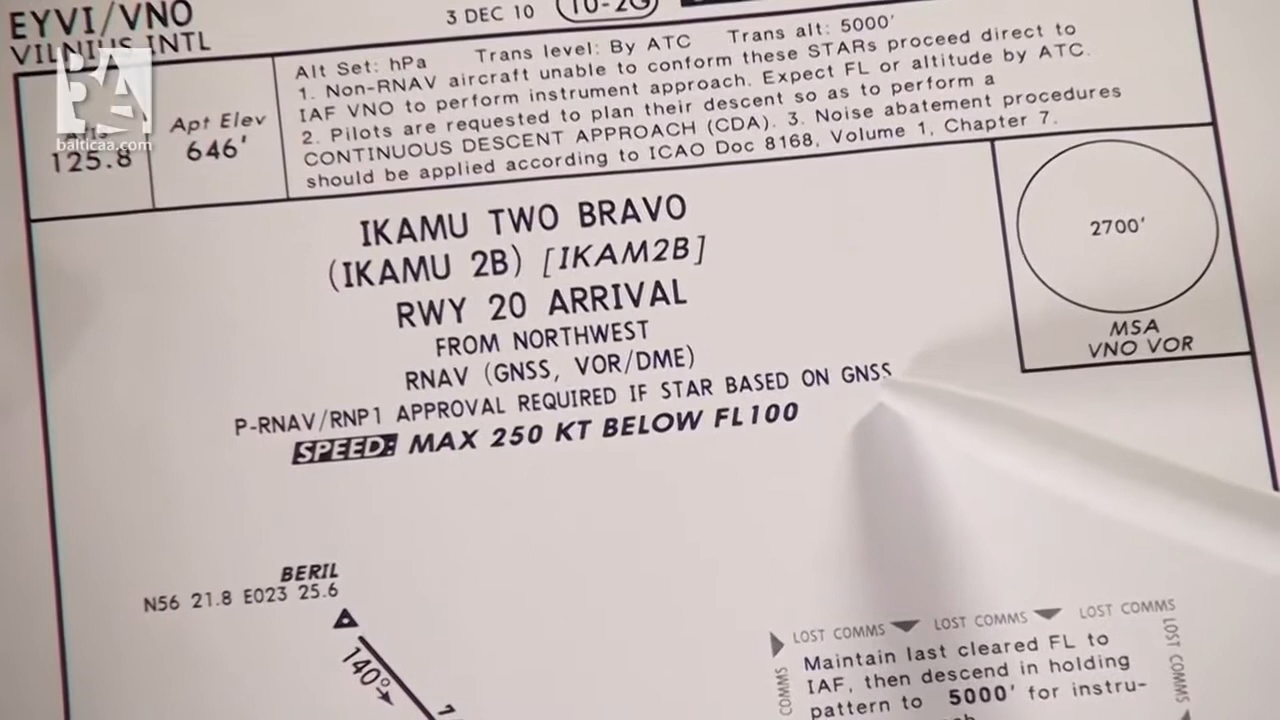 EYVI/VNO
VILNIUS INTL
3 DEC 10
10-2G
BA
balticaa.com
ATIS
125.8
Apt Elev
646'
Alt Set: hPa Trans level: By ATC Trans alt: 5000'
1. Non-RNAV aircraft unable to conform these STARs proceed direct to
IAF VNO to perform instrument approach. Expect FL or altitude by ATC.
2. Pilots are requested to plan their descent so as to perform a
CONTINUOUS DESCENT APPROACH (CDA). 3. Noise abatement procedures
should be applied according to ICAO Doc 8168, Volume 1, Chapter 7.
2700'
MSA
VNO VOR
IKAMU TWO BRAVO
(IKAMU 2B) [IKAM2B]
RWY 20 ARRIVAL
FROM NORTHWEST
RNAV (GNSS, VOR/DME)
P-RNAV/RNP1 APPROVAL REQUIRED IF STAR BASED ON GNSS
SPEED: MAX 250 KT BELOW FL100
BERIL
N56 21.8 E023 25.6
140°
LOST COMMS LOST COMMS LOST COMMS
LOST COMMS
COMMS
Maintain last cleared FL to
IAF, then descend in holding
pattern to 5000' for instru-